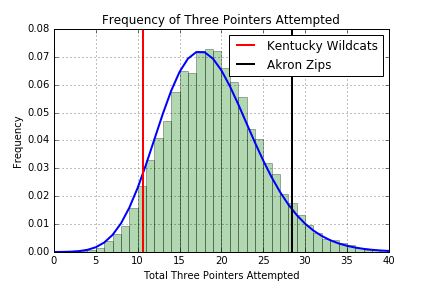 Frequency of Three Pointers Attempted
0.08
0.07
0.06
0.05
0.04
0.03
0.02
0.01
0.00
Frequency
Kentucky Wildcats
Akron Zips
0 5 10 15 20 25 30 35 40
Total Three Pointers Attempted